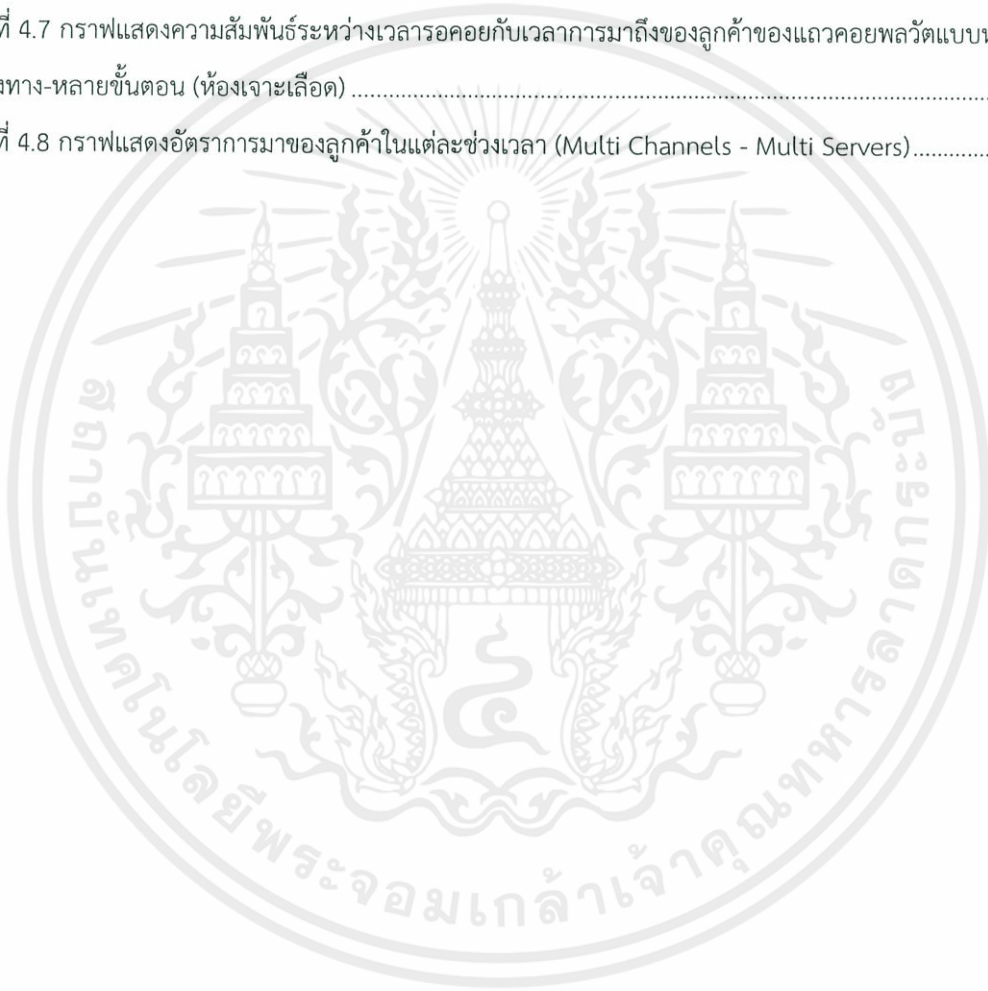 ที่ 4.7 กราฟแสดงความสัมพันธ์ระหว่างเวลารอคอยกับเวลาการมาถึงของลูกค้าของแถวคอยพลวัตแบบ
งทาง-หลายขั้นตอน (ห้องเจาะเลือด) ................................................................................
ที่ 4.8 กราฟแสดงอัตราการมาของลูกค้าในแต่ละช่วงเวลา (Multi Channels - Multi Servers)..............
สถาบันเทคโนโลยีพระจอมเกล้าเจ้าคุณทหารลาดกระบัง
๔